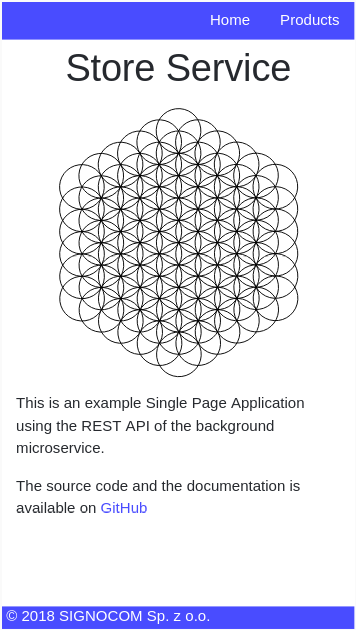 Home Products
Store Service
This is an example Single Page Application
using the REST API of the background
microservice.
The source code and the documentation is
available on GitHub
© 2018 SIGNOCOM Sp. z o.o.